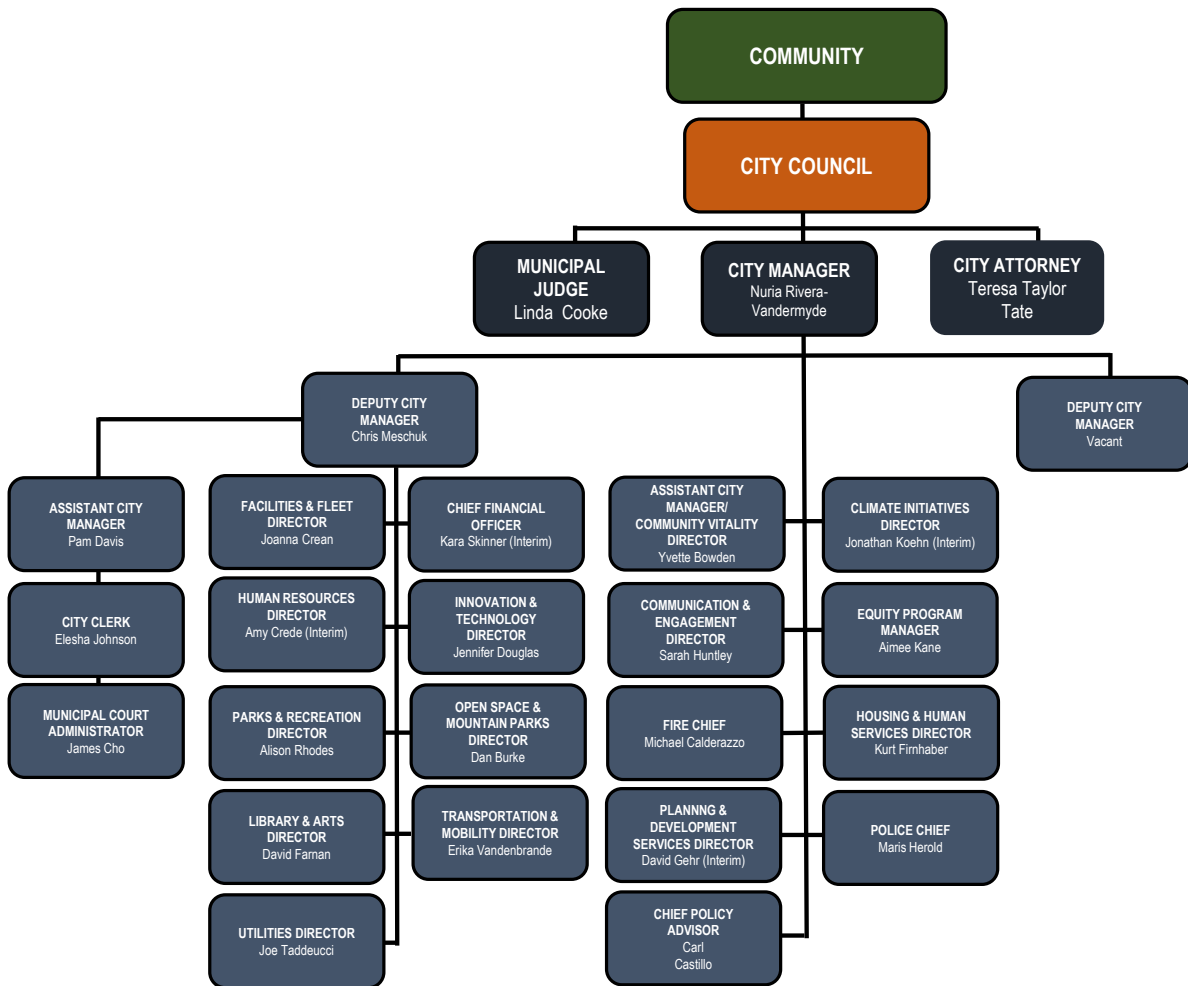 COMMUNITY
CITY COUNCIL
MUNICIPAL
JUDGE
Linda Cooke
CITY MANAGER
Nuria Rivera-
Vandermyde
CITY ATTORNEY
Teresa Taylor
Tate
DEPUTY CITY
MANAGER
Chris Meschuk
DEPUTY CITY
MANAGER
Vacant
ASSISTANT CITY
MANAGER
Pam Davis
FACILITIES & FLEET
DIRECTOR
Joanna Crean
CHIEF FINANCIAL
OFFICER
Kara Skinner (Interim)
ASSISTANT CITY
MANAGER/
COMMUNITY VITALITY
DIRECTOR
Yvette Bowden
CLIMATE INITIATIVES
DIRECTOR
Jonathan Koehn (Interim)
CITY CLERK
Elesha Johnson
HUMAN RESOURCES
DIRECTOR
Amy Crede (Interim)
INNOVATION &
TECHNOLOGY
DIRECTOR
Jennifer Douglas
COMMUNICATION &
ENGAGEMENT
DIRECTOR
Sarah Huntley
EQUITY PROGRAM
MANAGER
Aimee Kane
MUNICIPAL COURT
ADMINISTRATOR
James Cho
PARKS & RECREATION
DIRECTOR
Alison Rhodes
OPEN SPACE &
MOUNTAIN PARKS
DIRECTOR
Dan Burke
FIRE CHIEF
Michael Calderazzo
HOUSING & HUMAN
SERVICES DIRECTOR
Kurt Firnhaber
LIBRARY & ARTS
DIRECTOR
David Farnan
TRANSPORTATION &
MOBILITY DIRECTOR
Erika Vandenbrande
PLANNNG &
DEVELOPMENT
SERVICES DIRECTOR
David Gehr (Interim)
POLICE CHIEF
Maris Herold
UTILITIES DIRECTOR
Joe Taddeucci
CHIEF POLICY
ADVISOR
Carl
Castillo